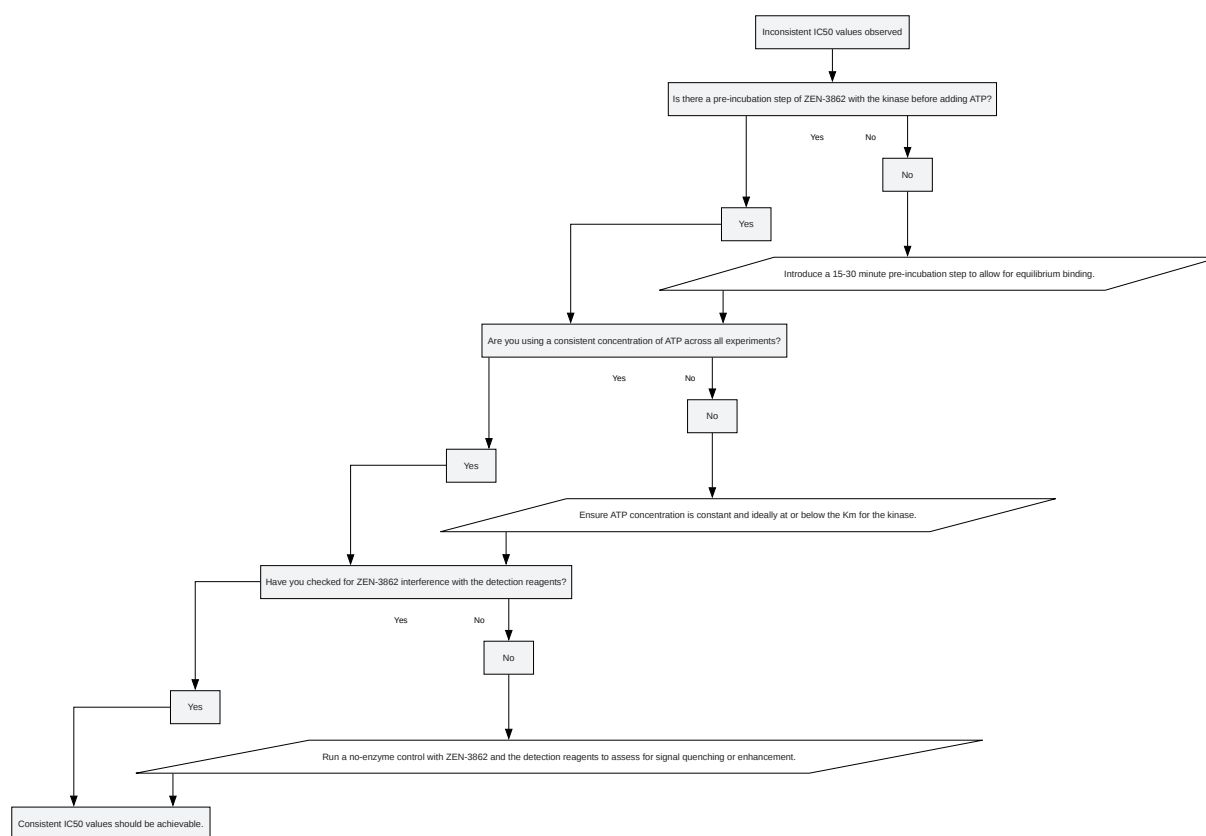 Inconsistent IC50 values observed
Is there a pre-incubation step of ZEN-3862 with the kinase before adding ATP?
Yes
No
No
Yes
Introduce a 15-30 minute pre-incubation step to allow for equilibrium binding.
Are you using a consistent concentration of ATP across all experiments?
Yes
No
No
Yes
Ensure ATP concentration is constant and ideally at or below the Km for the kinase.
Have you checked for ZEN-3862 interference with the detection reagents?
Yes
No
No
Yes
Run a no-enzyme control with ZEN-3862 and the detection reagents to assess for signal quenching or enhancement.
Consistent IC50 values should be achievable.